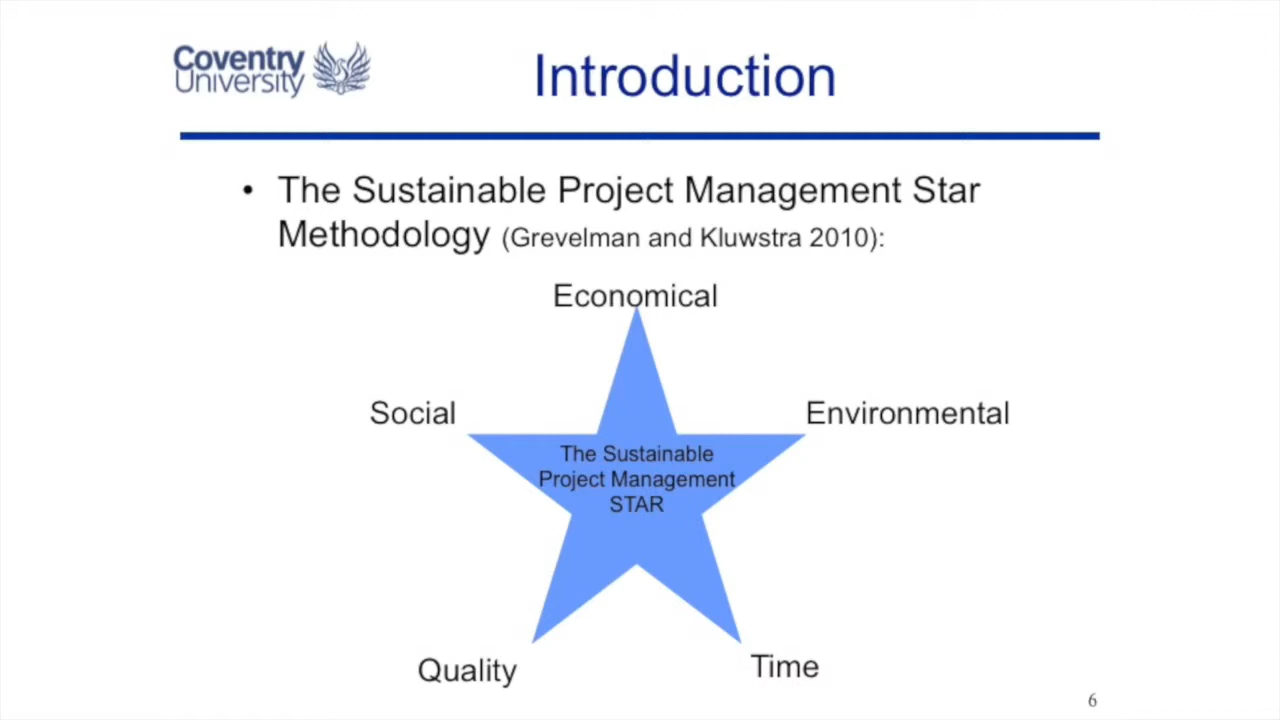 Coventry
University
Introduction
• The Sustainable Project Management Star
Methodology (Grevelman and Kluwstra 2010):
Economical
Social
Environmental
The Sustainable
Project Management
STAR
Quality
Time
6